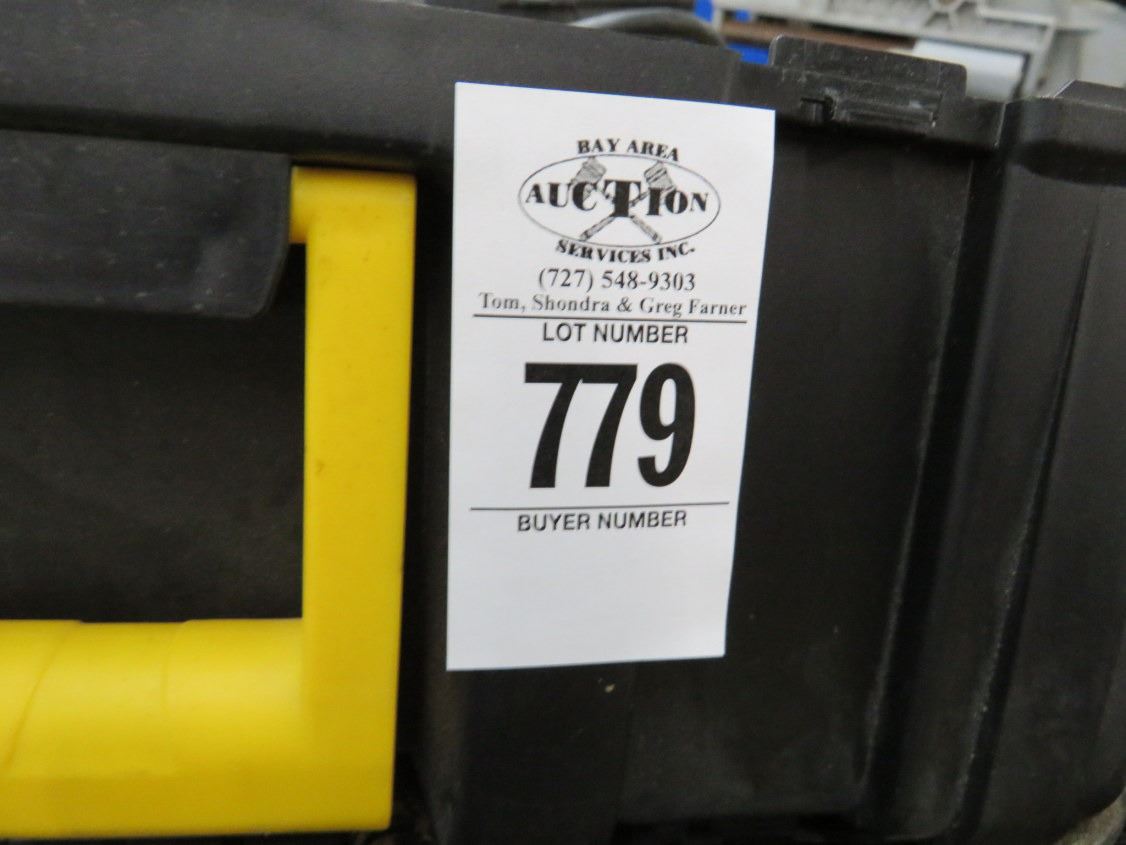 BAY AREA
AUCTION
SERVICES INC.
(727) 548-9303
Tom, Shondra & Greg Farner
LOT NUMBER
779
BUYER NUMBER